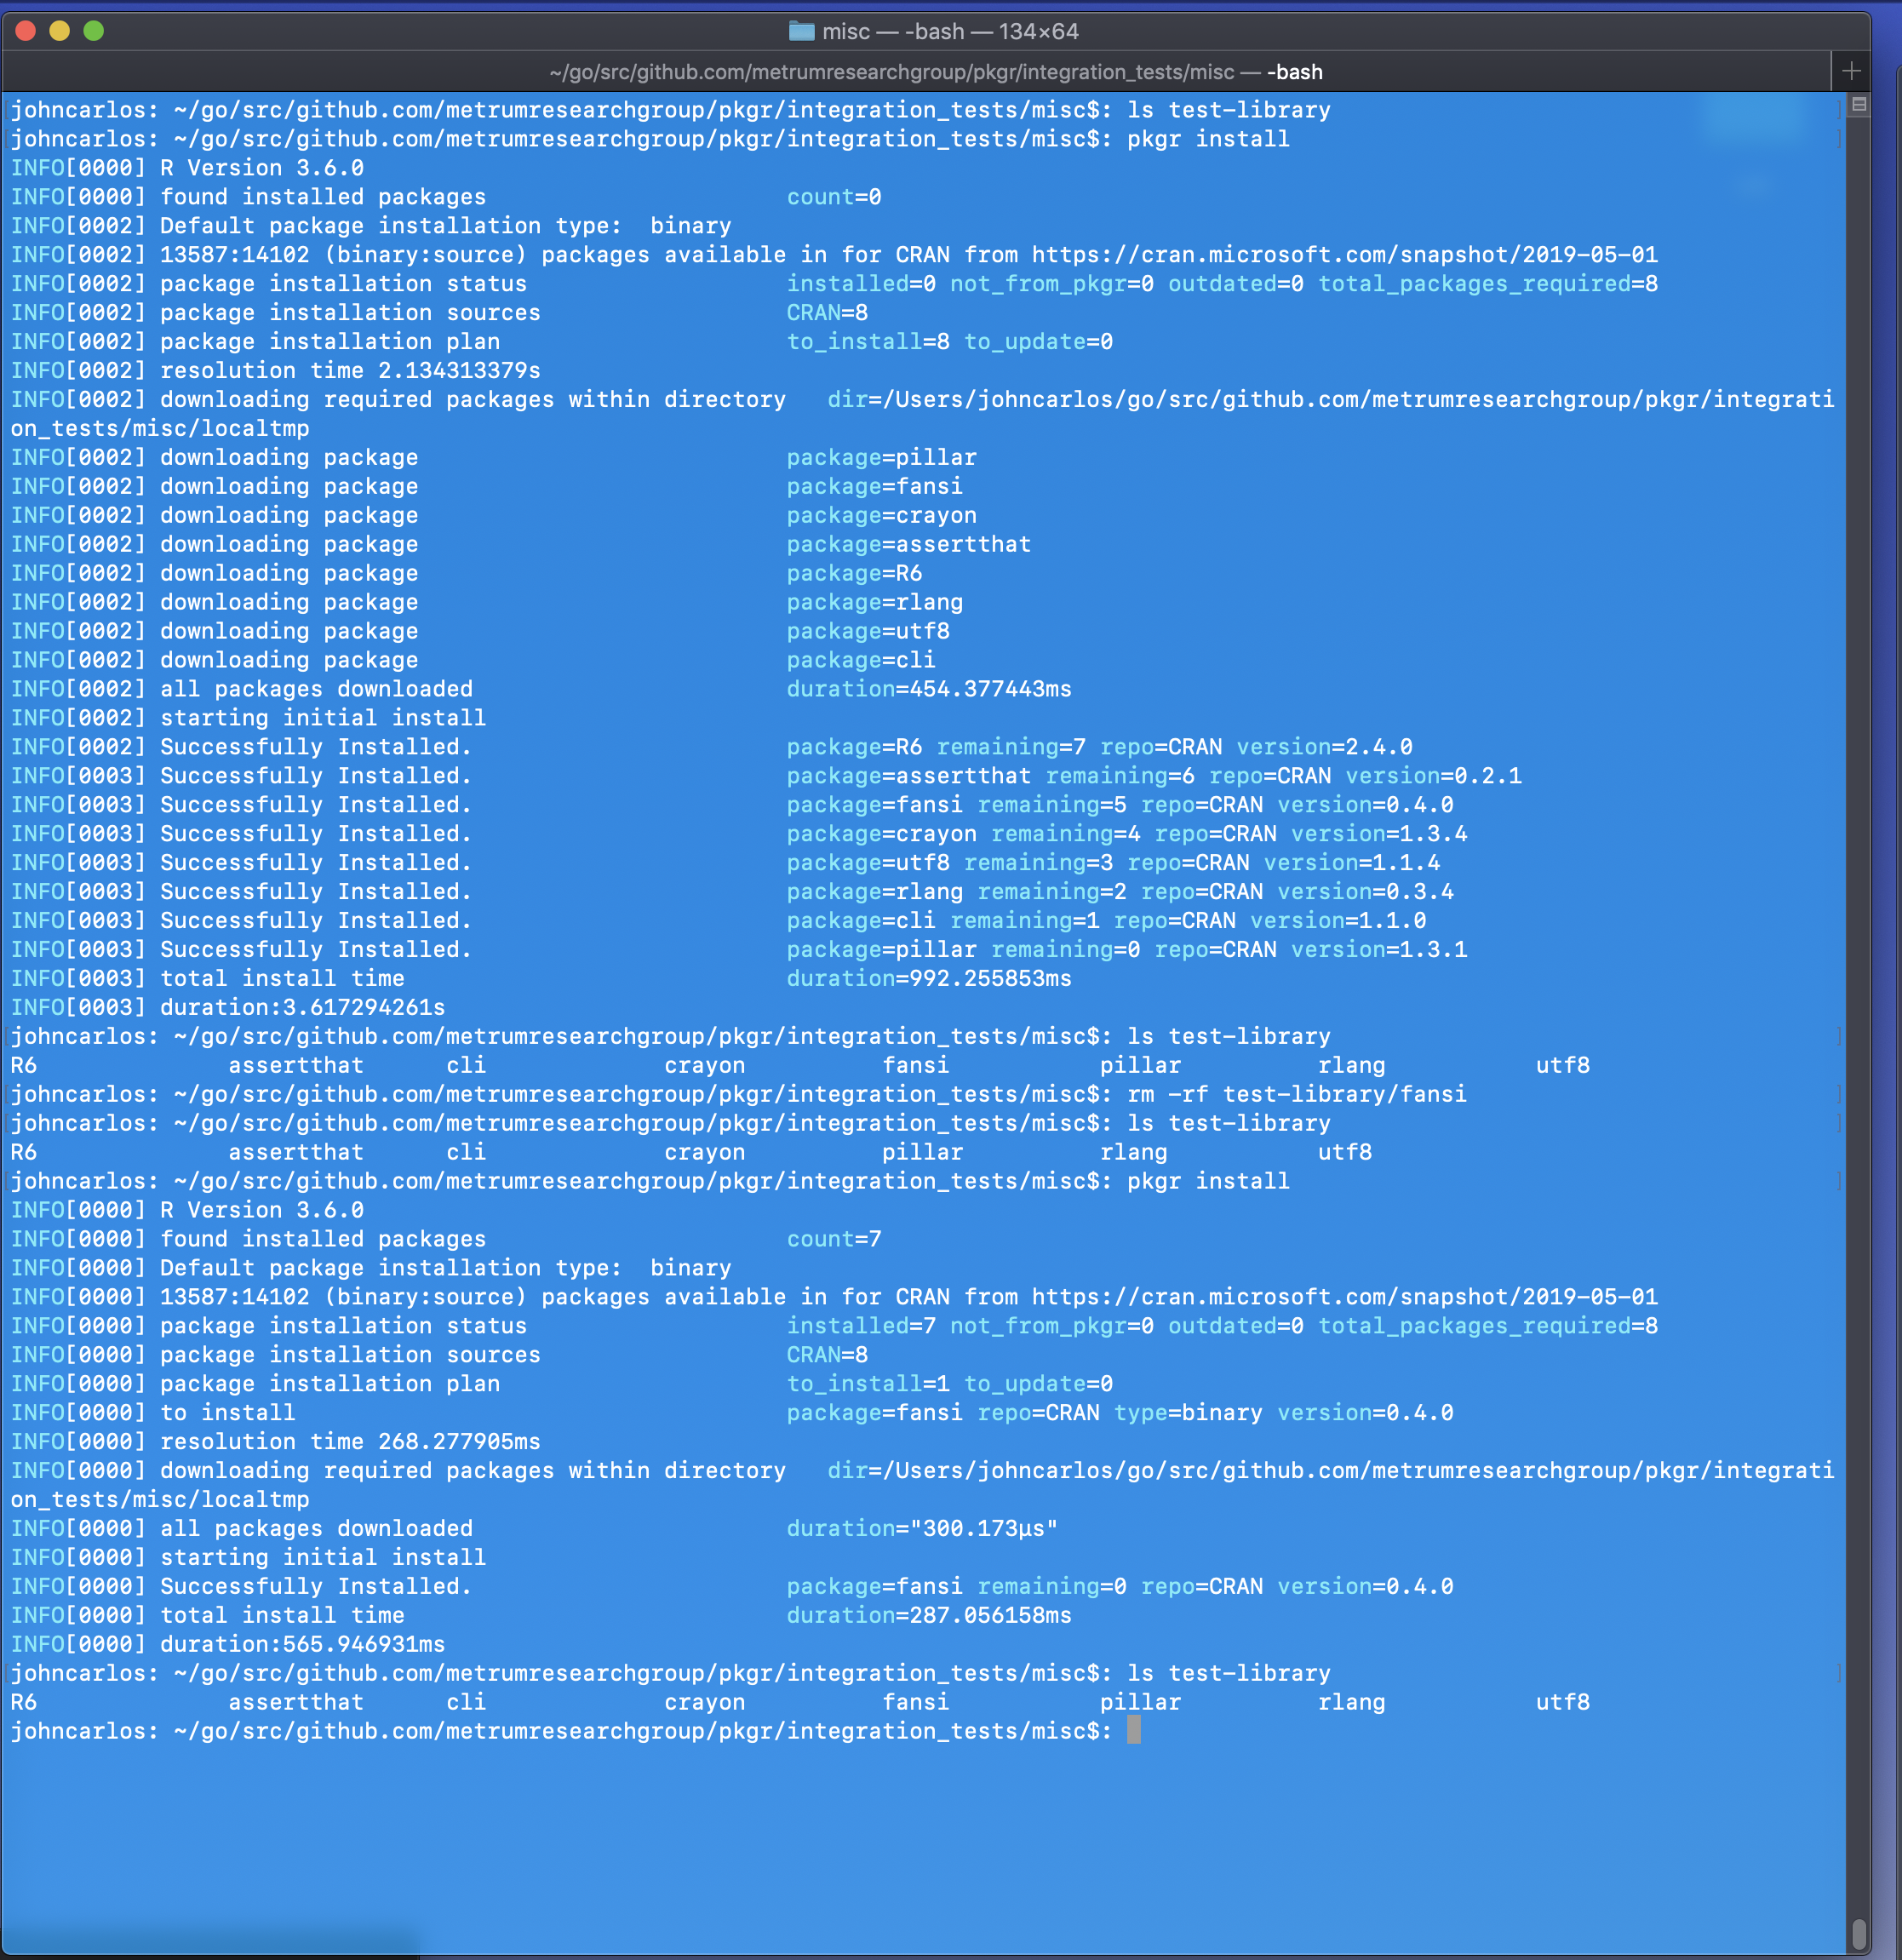 misc — -bash — 134×64
~/go/src/github.com/metrumresearchgroup/pkgr/integration_tests/misc — -bash
johncarlos: ~/go/src/github.com/metrumresearchgroup/pkgr/integration_tests/misc$: ls test-library
johncarlos: ~/go/src/github.com/metrumresearchgroup/pkgr/integration_tests/misc$: pkgr install
INFO[0000] R Version 3.6.0
INFO[0000] found installed packages count=0
INFO[0002] Default package installation type:  binary
INFO[0002] 13587:14102 (binary:source) packages available in for CRAN from https://cran.microsoft.com/snapshot/2019-05-01
INFO[0002] package installation status installed=0 not_from_pkgr=0 outdated=0 total_packages_required=8
INFO[0002] package installation sources CRAN=8
INFO[0002] package installation plan to_install=8 to_update=0
INFO[0002] resolution time 2.134313379s
INFO[0002] downloading required packages within directory dir=/Users/johncarlos/go/src/github.com/metrumresearchgroup/pkgr/integrati
on_tests/misc/localtmp
INFO[0002] downloading package package=pillar
INFO[0002] downloading package package=fansi
INFO[0002] downloading package package=crayon
INFO[0002] downloading package package=assertthat
INFO[0002] downloading package package=R6
INFO[0002] downloading package package=rlang
INFO[0002] downloading package package=utf8
INFO[0002] downloading package package=cli
INFO[0002] all packages downloaded duration=454.377443ms
INFO[0002] starting initial install
INFO[0002] Successfully Installed. package=R6 remaining=7 repo=CRAN version=2.4.0
INFO[0003] Successfully Installed. package=assertthat remaining=6 repo=CRAN version=0.2.1
INFO[0003] Successfully Installed. package=fansi remaining=5 repo=CRAN version=0.4.0
INFO[0003] Successfully Installed. package=crayon remaining=4 repo=CRAN version=1.3.4
INFO[0003] Successfully Installed. package=utf8 remaining=3 repo=CRAN version=1.1.4
INFO[0003] Successfully Installed. package=rlang remaining=2 repo=CRAN version=0.3.4
INFO[0003] Successfully Installed. package=cli remaining=1 repo=CRAN version=1.1.0
INFO[0003] Successfully Installed. package=pillar remaining=0 repo=CRAN version=1.3.1
INFO[0003] total install time duration=992.255853ms
INFO[0003] duration:3.617294261s
johncarlos: ~/go/src/github.com/metrumresearchgroup/pkgr/integration_tests/misc$: ls test-library
R6 assertthat cli crayon fansi pillar rlang utf8
johncarlos: ~/go/src/github.com/metrumresearchgroup/pkgr/integration_tests/misc$: rm -rf test-library/fansi
johncarlos: ~/go/src/github.com/metrumresearchgroup/pkgr/integration_tests/misc$: ls test-library
R6 assertthat cli crayon pillar rlang utf8
johncarlos: ~/go/src/github.com/metrumresearchgroup/pkgr/integration_tests/misc$: pkgr install
INFO[0000] R Version 3.6.0
INFO[0000] found installed packages count=7
INFO[0000] Default package installation type:  binary
INFO[0000] 13587:14102 (binary:source) packages available in for CRAN from https://cran.microsoft.com/snapshot/2019-05-01
INFO[0000] package installation status installed=7 not_from_pkgr=0 outdated=0 total_packages_required=8
INFO[0000] package installation sources CRAN=8
INFO[0000] package installation plan to_install=1 to_update=0
INFO[0000] to install package=fansi repo=CRAN type=binary version=0.4.0
INFO[0000] resolution time 268.277905ms
INFO[0000] downloading required packages within directory dir=/Users/johncarlos/go/src/github.com/metrumresearchgroup/pkgr/integrati
on_tests/misc/localtmp
INFO[0000] all packages downloaded duration="300.173µs"
INFO[0000] starting initial install
INFO[0000] Successfully Installed. package=fansi remaining=0 repo=CRAN version=0.4.0
INFO[0000] total install time duration=287.056158ms
INFO[0000] duration:565.946931ms
johncarlos: ~/go/src/github.com/metrumresearchgroup/pkgr/integration_tests/misc$: ls test-library
R6 assertthat cli crayon fansi pillar rlang utf8
johncarlos: ~/go/src/github.com/metrumresearchgroup/pkgr/integration_tests/misc$: